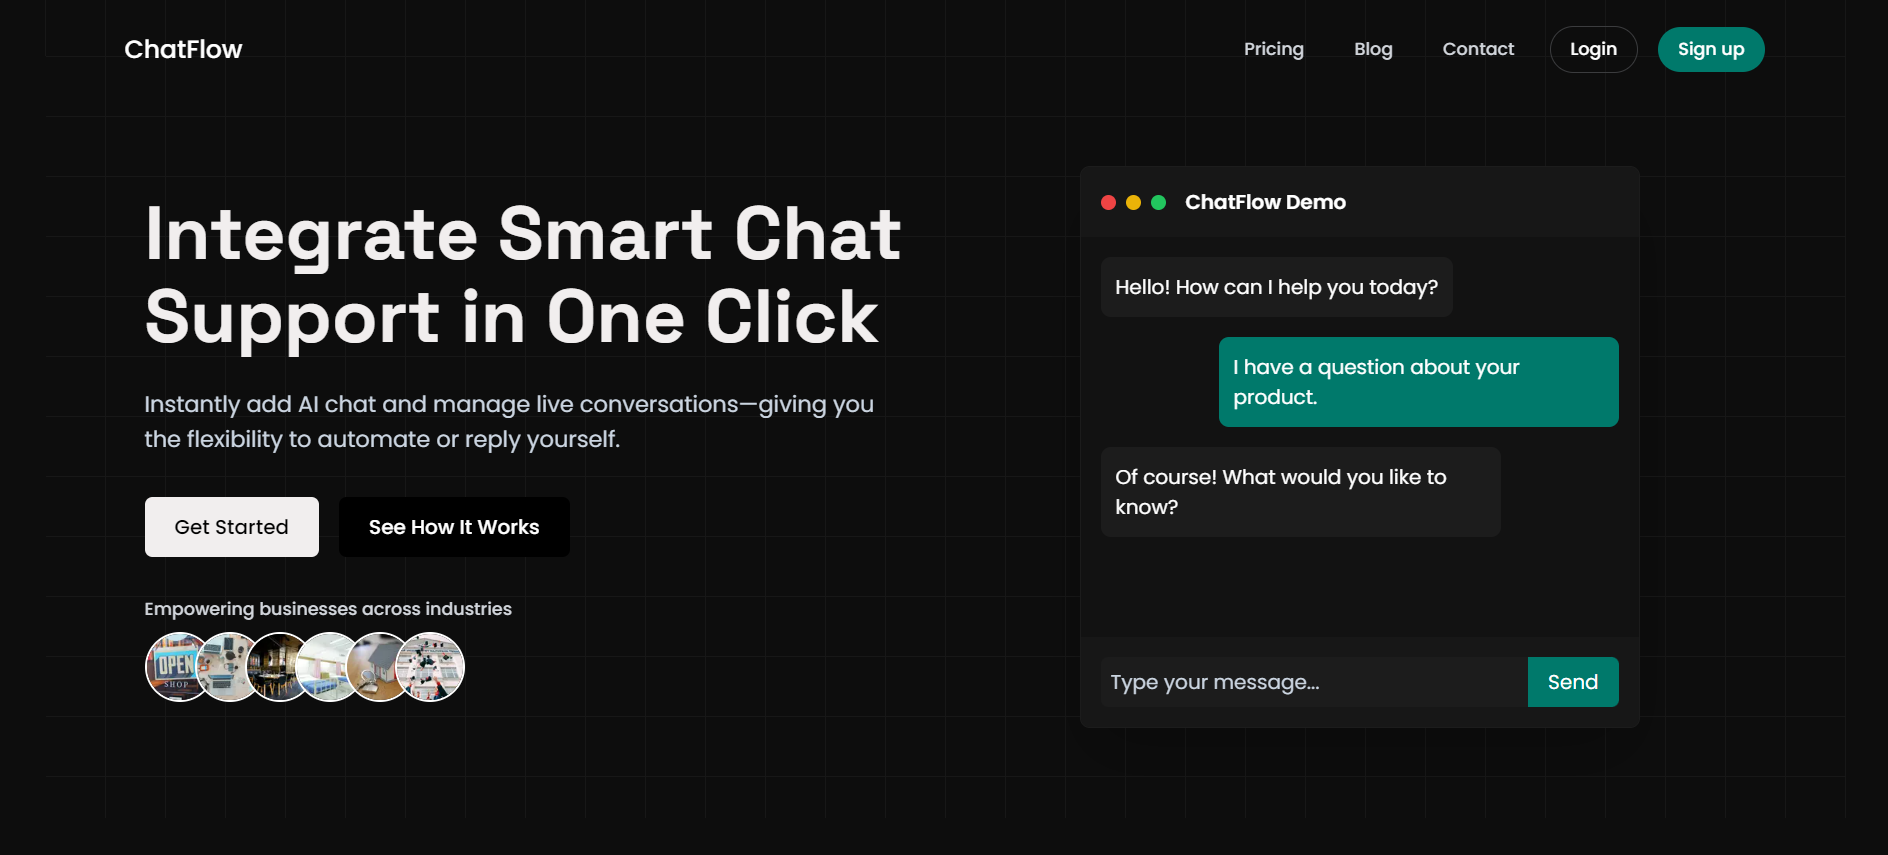 ChatFlow
Pricing
Blog
Contact
Login
Sign up
Integrate Smart Chat
Support in One Click
Instantly add AI chat and manage live conversations—giving you
the flexibility to automate or reply yourself.
Get Started
See How It Works
Empowering businesses across industries
OPEN
SHOP
ChatFlow Demo
Hello! How can I help you today?
I have a question about your
product.
Of course! What would you like to
know?
Type your message...
Send